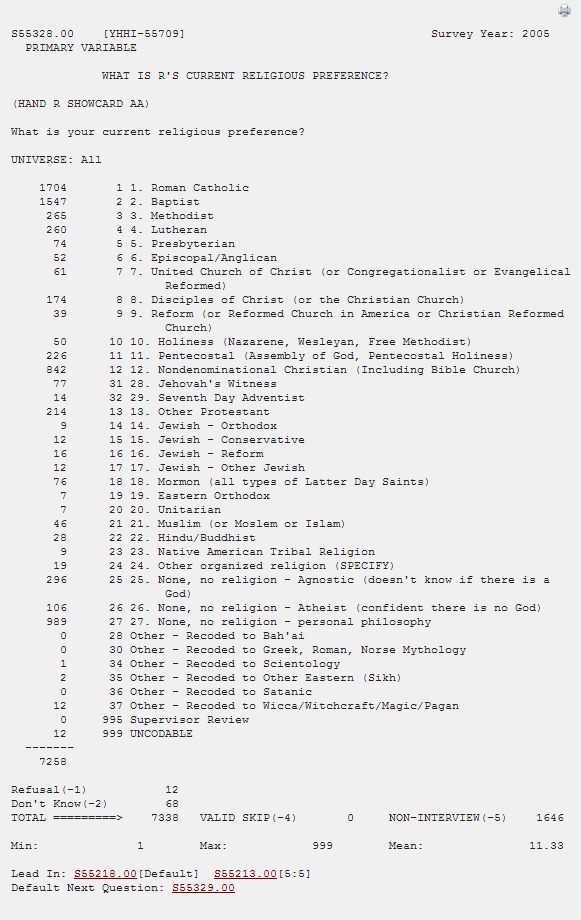 S55328.00 [YHHI-55709] Survey Year: 2005
PRIMARY VARIABLE
WHAT IS R'S CURRENT RELIGIOUS PREFERENCE?
(HAND R SHOWCARD AA)
What is your current religious preference?
UNIVERSE: All
1704 1 1. Roman Catholic
1547 2 2. Baptist
265 3 3. Methodist
260 4 4. Lutheran
74 5 5. Presbyterian
52 6 6. Episcopal/Anglican
61 7 7. United Church of Christ (or Congregationalist or Evangelical
Reformed)
174 8 8. Disciples of Christ (or the Christian Church)
39 9 9. Reform (or Reformed Church in America or Christian Reformed
Church)
50 10 10. Holiness (Nazarene, Wesleyan, Free Methodist)
226 11 11. Pentecostal (Assembly of God, Pentecostal Holiness)
842 12 12. Nondenominational Christian (Including Bible Church)
77 31 28. Jehovah's Witness
14 32 29. Seventh Day Adventist
214 13 13. Other Protestant
9 14 14. Jewish - Orthodox
12 15 15. Jewish - Conservative
16 16 16. Jewish - Reform
12 17 17. Jewish - Other Jewish
76 18 18. Mormon (all types of Latter Day Saints)
7 19 19. Eastern Orthodox
7 20 20. Unitarian
46 21 21. Muslim (or Moslem or Islam)
28 22 22. Hindu/Buddhist
9 23 23. Native American Tribal Religion
19 24 24. Other organized religion (SPECIFY)
296 25 25. None, no religion - Agnostic (doesn't know if there is a
God)
106 26 26. None, no religion - Atheist (confident there is no God)
989 27 27. None, no religion - personal philosophy
0 28 Other - Recoded to Bah'ai
0 30 Other - Recoded to Greek, Roman, Norse Mythology
1 34 Other - Recoded to Scientology
2 35 Other - Recoded to Other Eastern (Sikh)
0 36 Other - Recoded to Satanic
12 37 Other - Recoded to Wicca/Witchcraft/Magic/Pagan
0 995 Supervisor Review
12 999 UNCODABLE
-------
7258
Refusal(-1) 12
Don't Know(-2) 68
TOTAL =========> 7338 VALID SKIP(-4) 0 NON-INTERVIEW(-5) 1646
Min: 1 Max: 999 Mean: 11.33
Lead In: S55218.00[Default] S55213.00[5:5]
Default Next Question: S55329.00